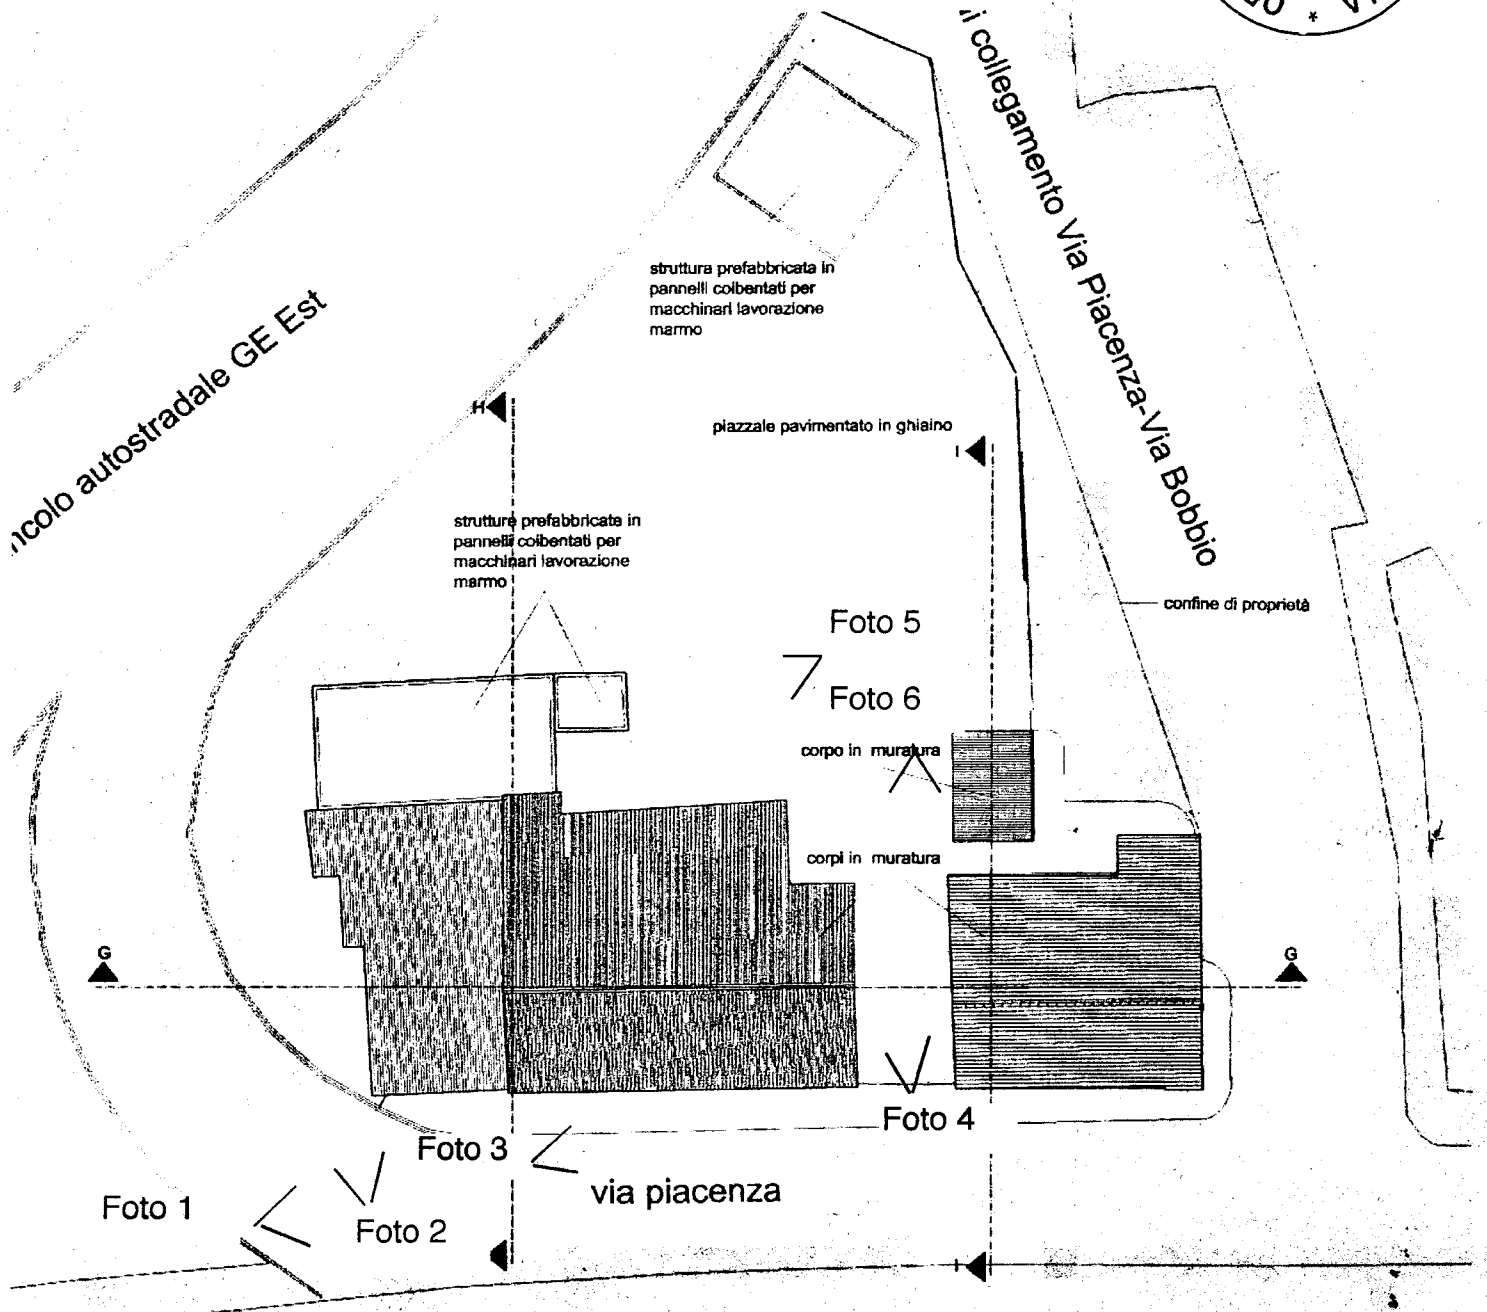 collegamento Via Piacenza-Via Bobbio
struttura prefabbricata in
pannelli coibentati per
macchinari lavorazione
marmo
autostradale GE Est
H
piazzale pavimentato in ghiaino
I
strutture prefabbricate in
pannelli coibentati per
macchinari lavorazione
marmo
confine di proprietà
Foto 5
Foto 6
corpo in muratura
corpi in muratura
G
G
Foto 4
Foto 3
via piacenza
Foto 1
Foto 2
I